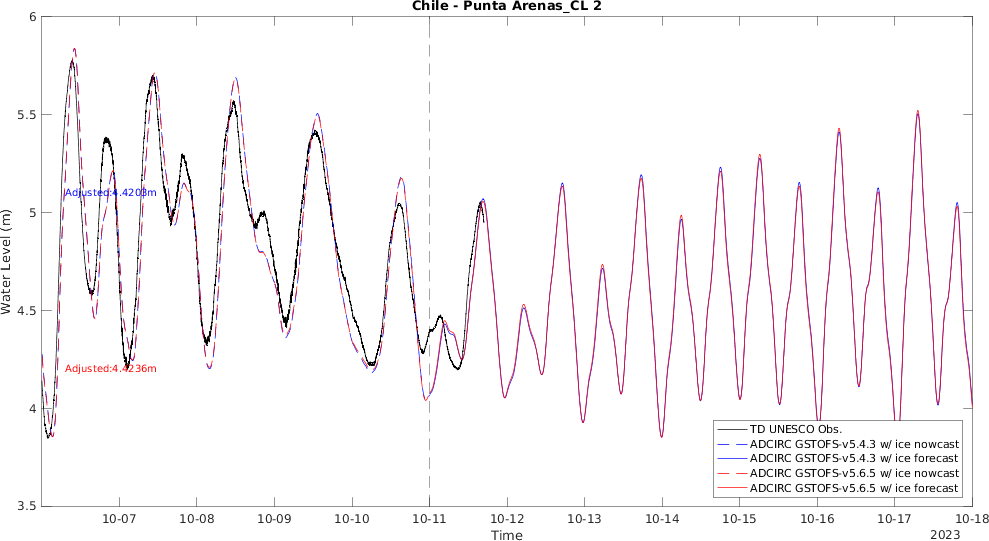 Chile - Punta Arenas_CL 2
6
5.5
5
4.5
4
3.5
Water Level (m)
Adjusted:4.4203m
Adjusted:4.4236m
TD UNESCO Obs.
ADCIRC GSTOFS-v5.4.3 w/ ice nowcast
ADCIRC GSTOFS-v5.4.3 w/ ice forecast
ADCIRC GSTOFS-v5.6.5 w/ ice nowcast
ADCIRC GSTOFS-v5.6.5 w/ ice forecast
10-07 10-08 10-09 10-10 10-11 10-12 10-13 10-14 10-15 10-16 10-17 10-18
Time
2023